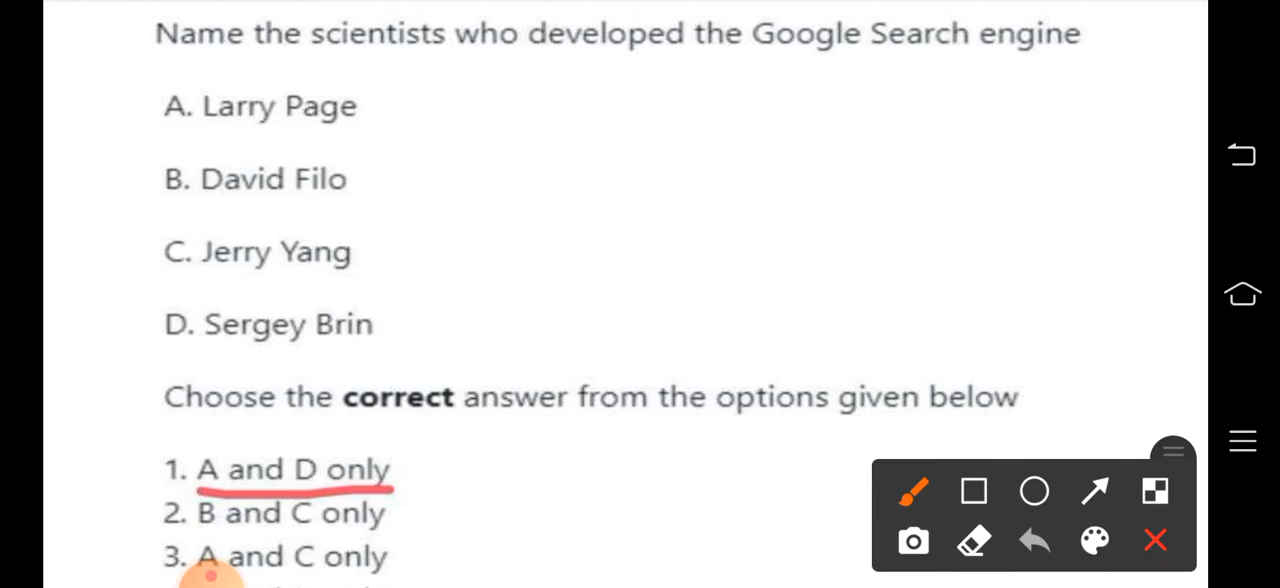 Name the scientists who developed the Google Search engine
A. Larry Page
B. David Filo
C. Jerry Yang
D. Sergey Brin
Choose the correct answer from the options given below
1. A and D only
2. B and C only
3. A and C only